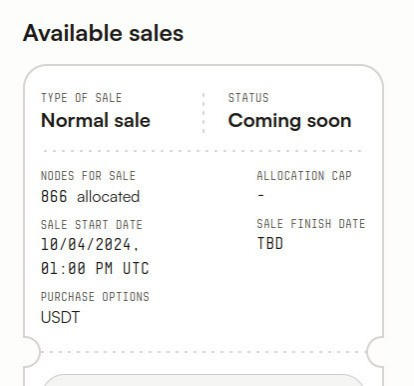 Available sales
TYPE OF SALE
Normal sale
STATUS
Coming soon
NODES FOR SALE
866 allocated
ALLOCATION CAP
-
SALE START DATE
10/04/2024,
01:00 PM UTC
SALE FINISH DATE
TBD
PURCHASE OPTIONS
USDT